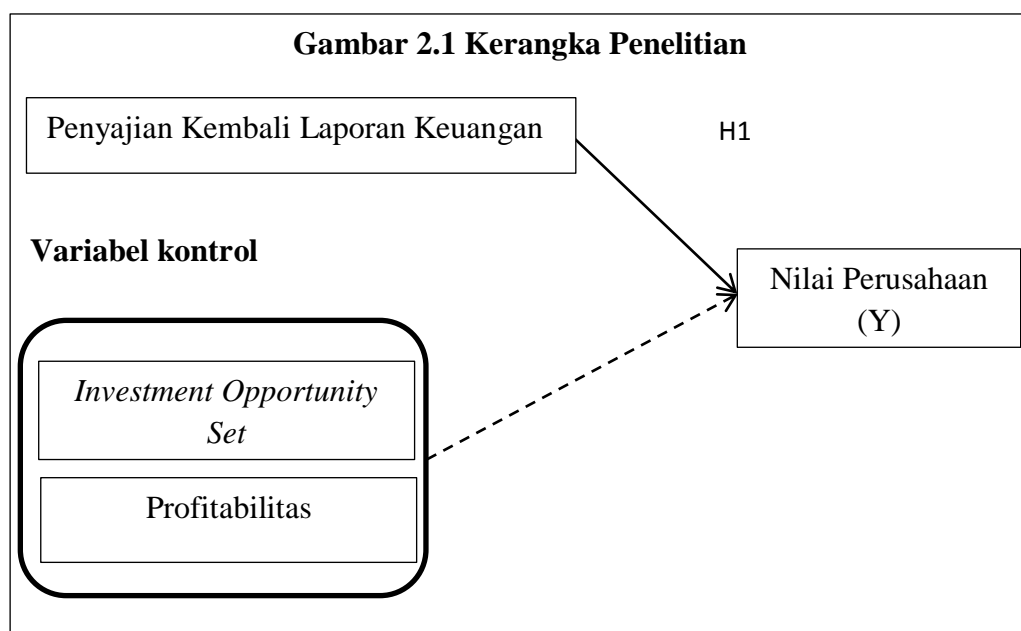 Gambar 2.1 Kerangka Penelitian
Penyajian Kembali Laporan Keuangan
H1
Variabel kontrol
Nilai Perusahaan
(Y)
Investment Opportunity
Set
Profitabilitas